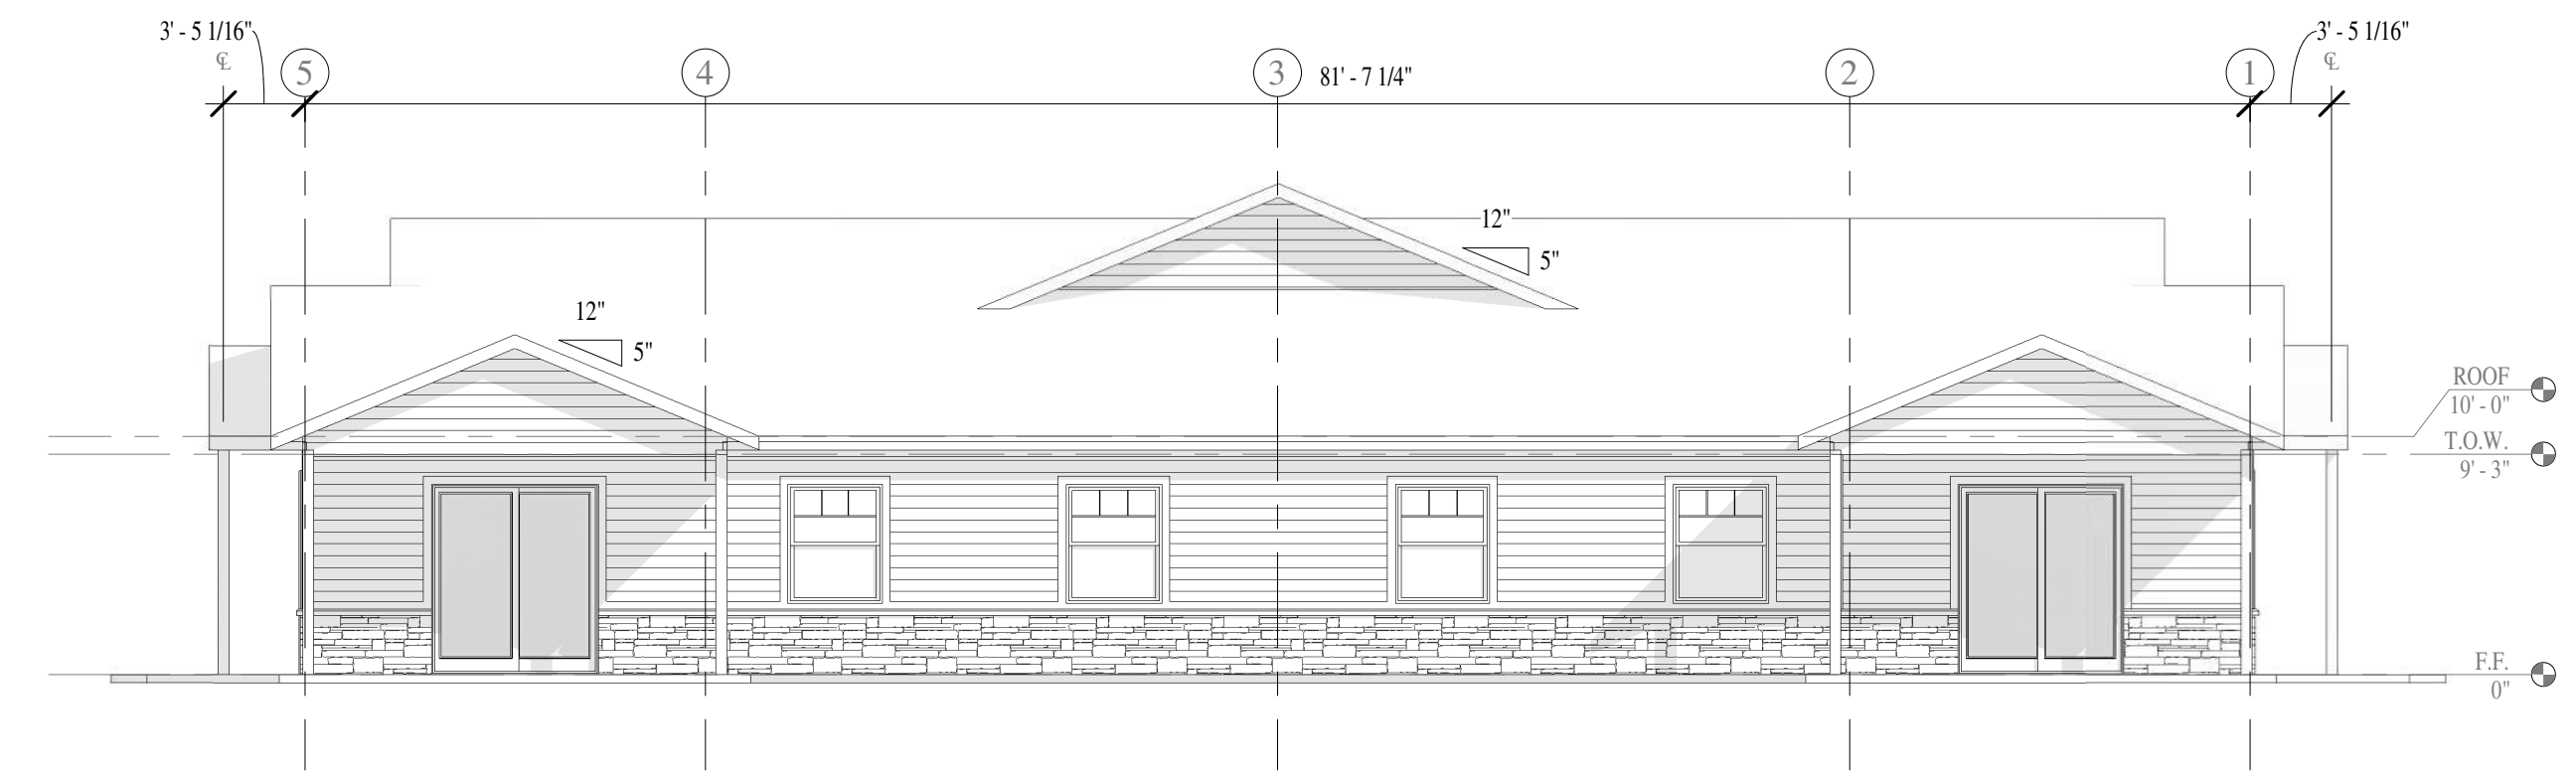 3' - 5 1/16"
3' - 5 1/16"
℄
5
4
3
81' - 7 1/4"
2
1
℄
12"
5"
12"
5"
ROOF
10' - 0"
T.O.W.
9' - 3"
F.F.
0"